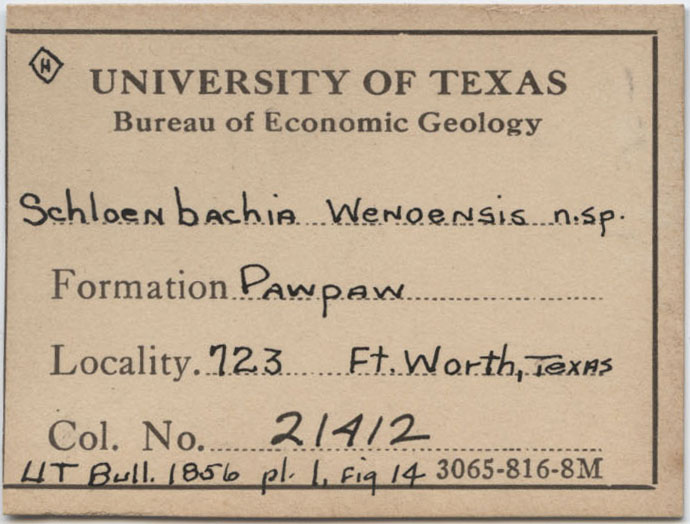 H
UNIVERSITY OF TEXAS
Bureau of Economic Geology
Schloenbachia Wenoensis n.sp.
Formation Pawpaw
Locality. 723 Ft. Worth, Texas
Col. No. 21412
UT Bull. 1856 pl. 1, Fig 14 3065-816-8M